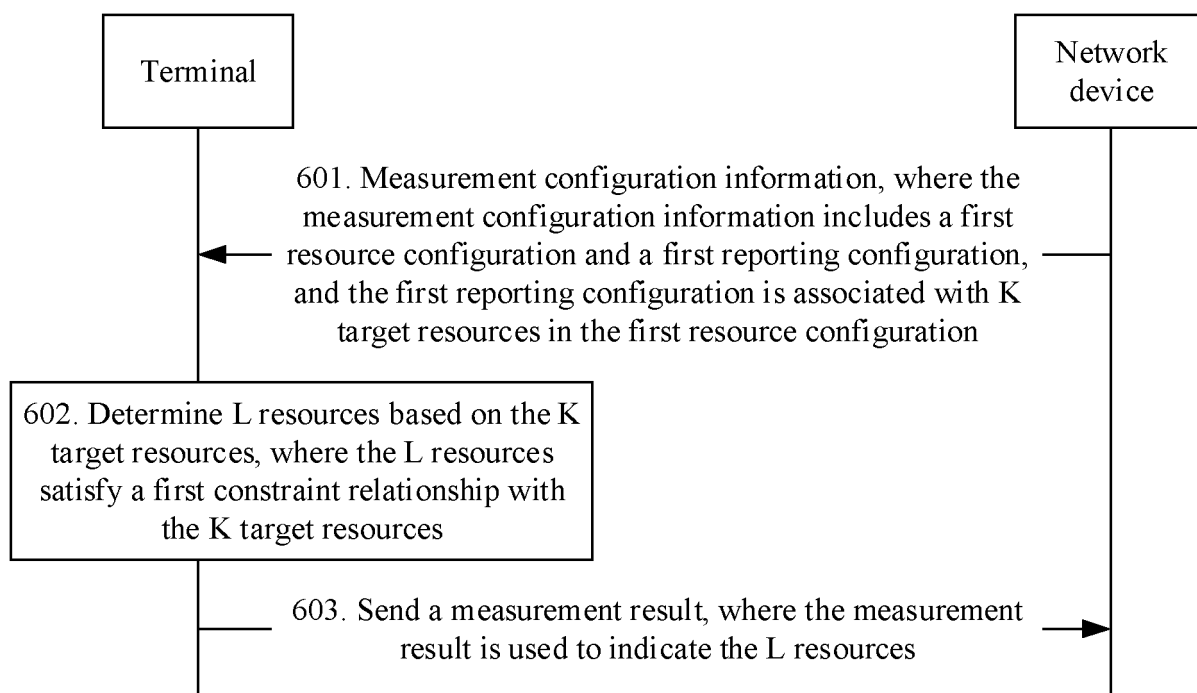 Terminal
Network
device
601. Measurement configuration information, where the
measurement configuration information includes a first
resource configuration and a first reporting configuration,
and the first reporting configuration is associated with K
target resources in the first resource configuration
602. Determine L resources based on the K
target resources, where the L resources
satisfy a first constraint relationship with
the K target resources
603. Send a measurement result, where the measurement
result is used to indicate the L resources